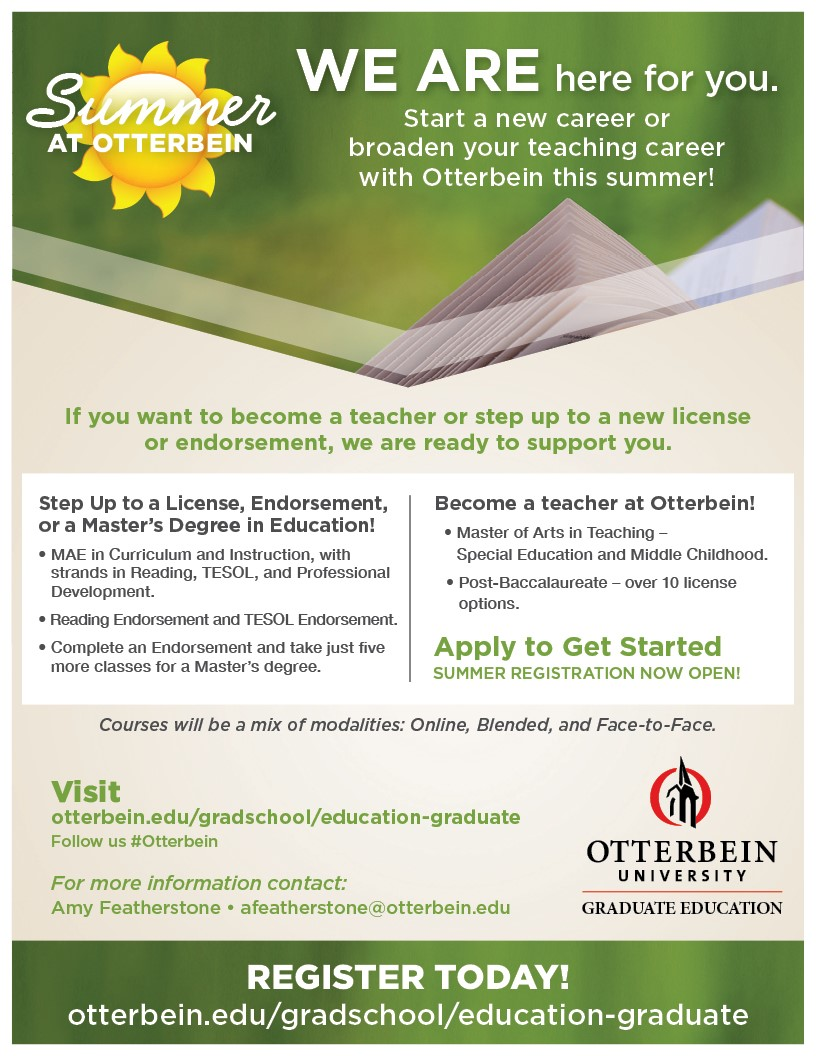 Summer
AT OTTERBEIN
WE ARE here for you.
Start a new career or
broaden your teaching career
with Otterbein this summer!
If you want to become a teacher or step up to a new license
or endorsement, we are ready to support you.
Step Up to a License, Endorsement,
or a Master's Degree in Education!
• MAE in Curriculum and Instruction, with
strands in Reading, TESOL, and Professional
Development.
• Reading Endorsement and TESOL Endorsement.
• Complete an Endorsement and take just five
more classes for a Master's degree.
Become a teacher at Otterbein!
• Master of Arts in Teaching –
Special Education and Middle Childhood.
• Post-Baccalaureate – over 10 license
options.
Apply to Get Started
SUMMER REGISTRATION NOW OPEN!
Courses will be a mix of modalities: Online, Blended, and Face-to-Face.
Visit
otterbein.edu/gradschool/education-graduate
Follow us #Otterbein
For more information contact:
Amy Featherstone • afeatherstone@otterbein.edu
OTTERBEIN
UNIVERSITY
GRADUATE EDUCATION
REGISTER TODAY!
otterbein.edu/gradschool/education-graduate